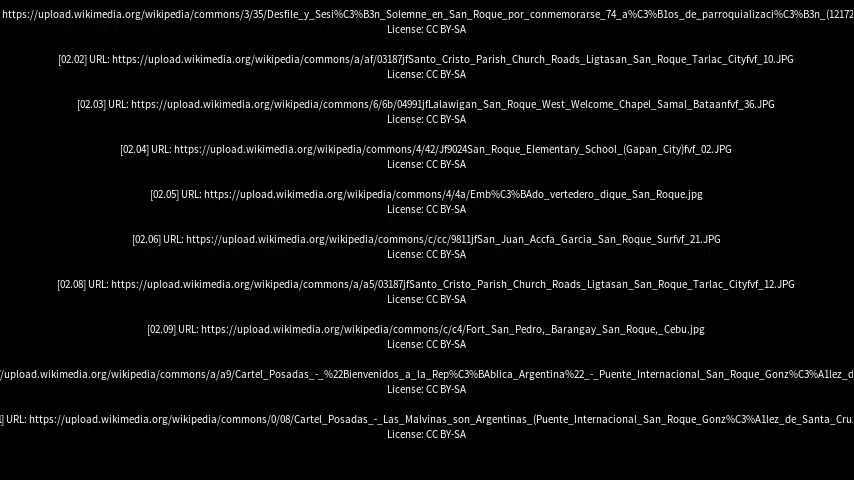 https://upload.wikimedia.org/wikipedia/commons/3/35/Desfile_y_Sesi%C3%B3n_Solemne_en_San_Roque_por_conmemorarse_74_a%C3%B1os_de_parroquializaci%C3%B3n_(12172
License: CC BY-SA
[02.02] URL: https://upload.wikimedia.org/wikipedia/commons/a/af/03187jfSanto_Cristo_Parish_Church_Roads_Ligtasan_San_Roque_Tarlac_Cityfvf_10.JPG
License: CC BY-SA
[02.03] URL: https://upload.wikimedia.org/wikipedia/commons/6/6b/04991jfLalawigan_San_Roque_West_Welcome_Chapel_Samal_Bataanfvf_36.JPG
License: CC BY-SA
[02.04] URL: https://upload.wikimedia.org/wikipedia/commons/4/42/Jf9024San_Roque_Elementary_School_(Gapan_City)fvf_02.JPG
License: CC BY-SA
[02.05] URL: https://upload.wikimedia.org/wikipedia/commons/4/4a/Emb%C3%BAdo_vertedero_dique_San_Roque.jpg
License: CC BY-SA
[02.06] URL: https://upload.wikimedia.org/wikipedia/commons/c/cc/9811jfSan_Juan_Accfa_Garcia_San_Roque_Surfvf_21.JPG
License: CC BY-SA
[02.08] URL: https://upload.wikimedia.org/wikipedia/commons/a/a5/03187jfSanto_Cristo_Parish_Church_Roads_Ligtasan_San_Roque_Tarlac_Cityfvf_12.JPG
License: CC BY-SA
[02.09] URL: https://upload.wikimedia.org/wikipedia/commons/c/c4/Fort_San_Pedro,_Barangay_San_Roque,_Cebu.jpg
License: CC BY-SA
/upload.wikimedia.org/wikipedia/commons/a/a9/Cartel_Posadas_-_%22Bienvenidos_a_la_Rep%C3%BAblica_Argentina%22_-_Puente_Internacional_San_Roque_Gonz%C3%A1lez_d
License: CC BY-SA
] URL: https://upload.wikimedia.org/wikipedia/commons/0/08/Cartel_Posadas_-_Las_Malvinas_son_Argentinas_(Puente_Internacional_San_Roque_Gonz%C3%A1lez_de_Santa_Cru
License: CC BY-SA